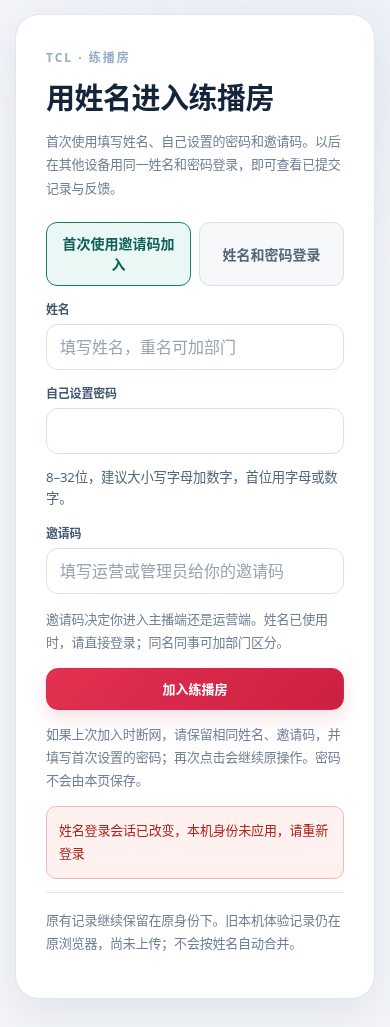 TCL · 练播房
用姓名进入练播房
首次使用填写姓名、自己设置的密码和邀请码。以后
在其他设备用同一姓名和密码登录，即可查看已提交
记录与反馈。
首次使用邀请码加
入
姓名和密码登录
姓名
填写姓名，重名可加部门
自己设置密码
8–32位，建议大小写字母加数字，首位用字母或数
字。
邀请码
填写运营或管理员给你的邀请码
邀请码决定你进入主播端还是运营端。姓名已使用
时，请直接登录；同名同事可加部门区分。
加入练播房
如果上次加入时断网，请保留相同姓名、邀请码，并
填写首次设置的密码；再次点击会继续原操作。密码
不会由本页保存。
姓名登录会话已改变，本机身份未应用，请重新
登录
原有记录继续保留在原身份下。旧本机体验记录仍在
原浏览器，尚未上传；不会按姓名自动合并。